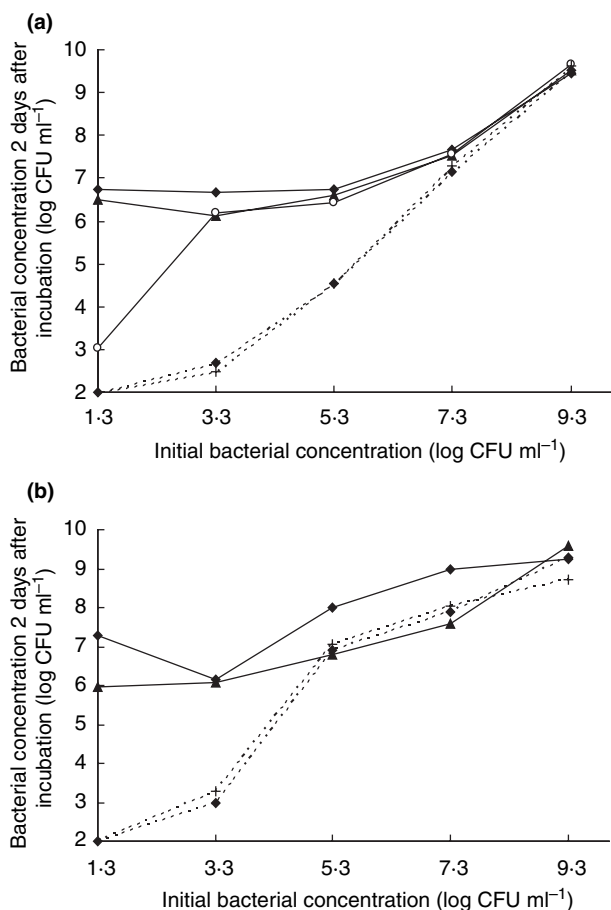 (a)
10
9
8
7
6
5
4
3
2
Bacterial concentration 2 days after
incubation (log CFU ml⁻¹)
1·3 3·3 5·3 7·3 9·3
Initial bacterial concentration (log CFU ml⁻¹)
(b)
10
9
8
7
6
5
4
3
2
Bacterial concentration 2 days after
incubation (log CFU ml⁻¹)
1·3 3·3 5·3 7·3 9·3
Initial bacterial concentration (log CFU ml⁻¹)